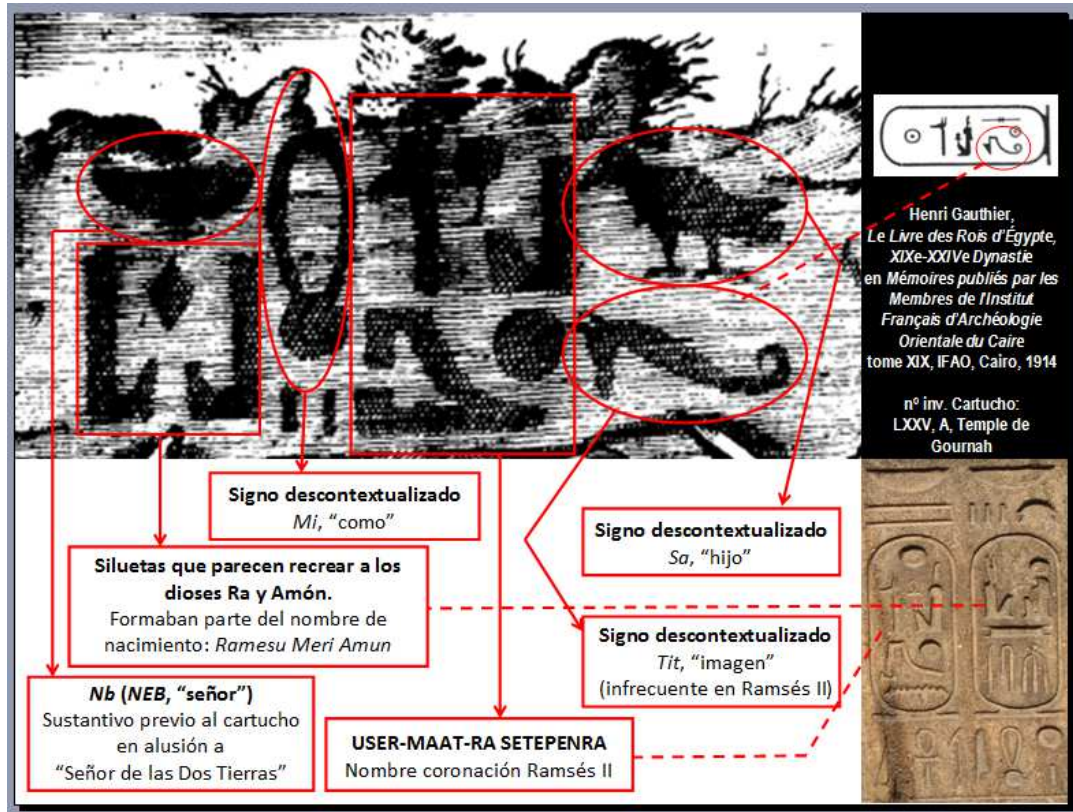 Henri Gauthier,
Le Livre des Rois d'Égypte,
XIXe-XXIVe Dynastie
en Mémoires publiés par les
Membres de l'Institut
Français d'Archéologie
Orientale du Caire
tome XIX, IFAO, Cairo, 1914
nº inv. Cartucho:
LXXV, A, Temple de
Gournah
Signo descontextualizado
Mi, “como”
Signo descontextualizado
Sa, “hijo”
Siluetas que parecen recrear a los
dioses Ra y Amón.
Formaban parte del nombre de
nacimiento: Ramesu Meri Amun
Signo descontextualizado
Tit, “imagen”
(infrecuente en Ramsés II)
Nb (NEB, “señor”)
Sustantivo previo al cartucho
en alusión a
“Señor de las Dos Tierras”
USER-MAAT-RA SETEPENRA
Nombre coronación Ramsés II